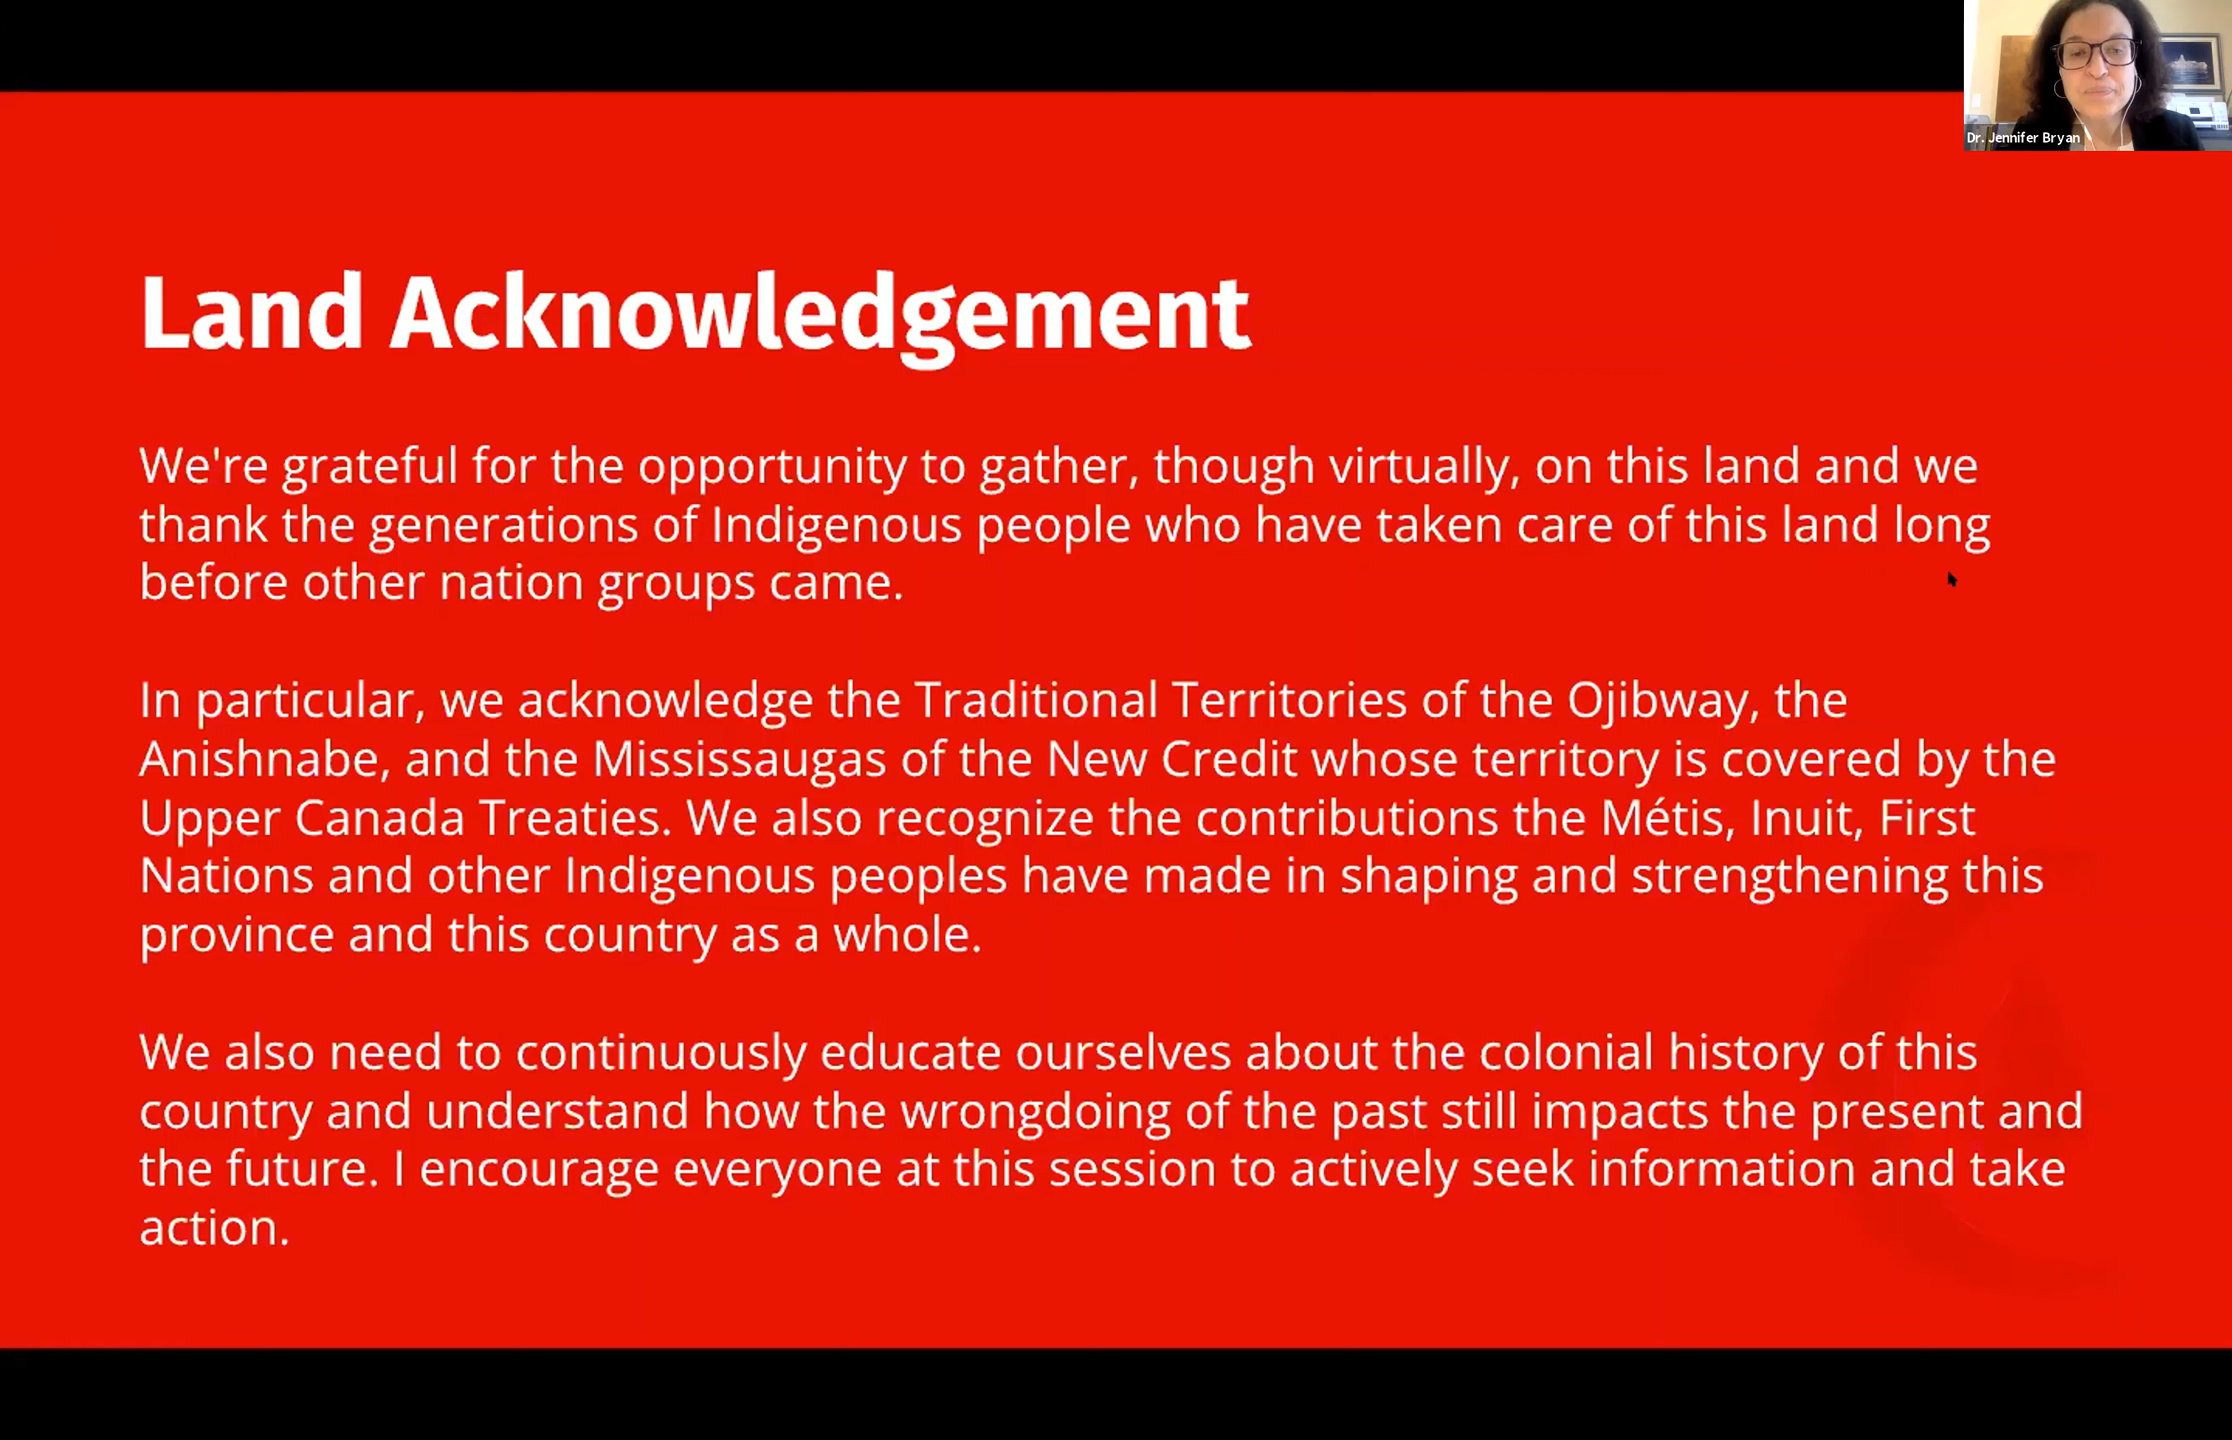 Dr. Jennifer Bryan
Land Acknowledgement
We're grateful for the opportunity to gather, though virtually, on this land and we
thank the generations of Indigenous people who have taken care of this land long
before other nation groups came.
In particular, we acknowledge the Traditional Territories of the Ojibway, the
Anishnabe, and the Mississaugas of the New Credit whose territory is covered by the
Upper Canada Treaties. We also recognize the contributions the Métis, Inuit, First
Nations and other Indigenous peoples have made in shaping and strengthening this
province and this country as a whole.
We also need to continuously educate ourselves about the colonial history of this
country and understand how the wrongdoing of the past still impacts the present and
the future. I encourage everyone at this session to actively seek information and take
action.